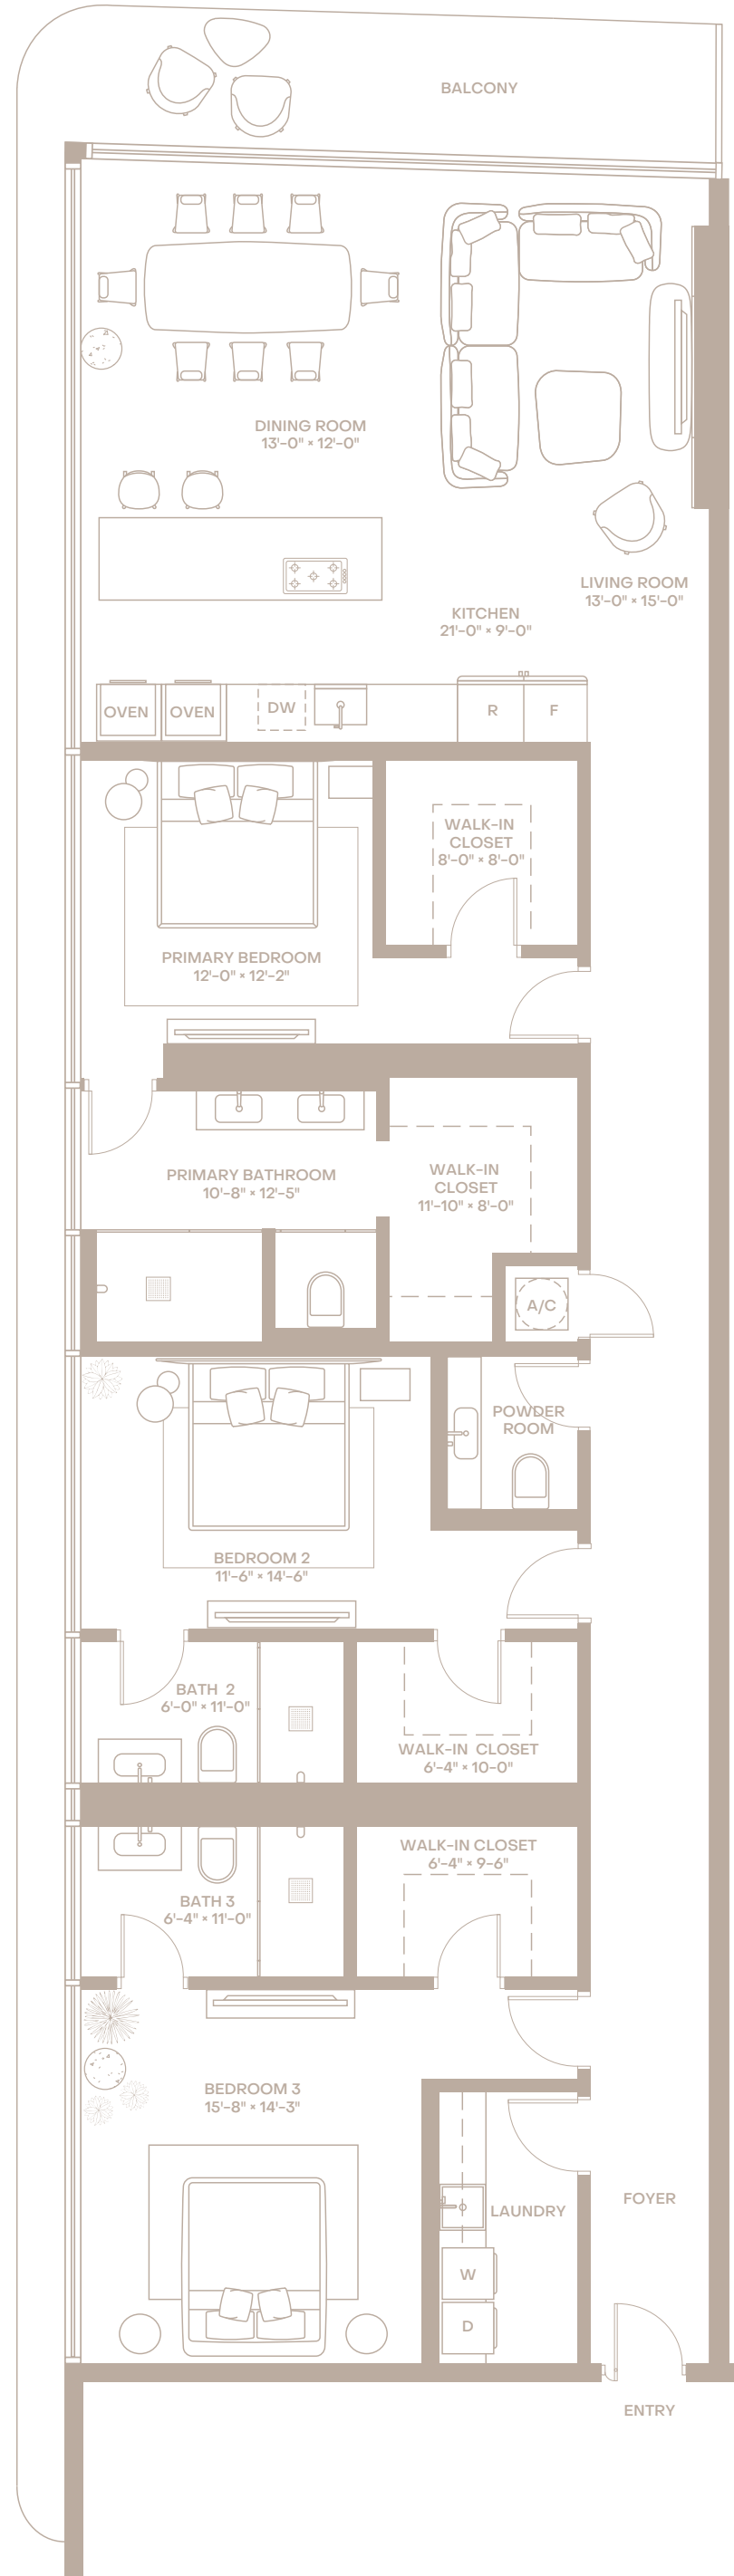 BALCONY
DINING ROOM
13'-0" × 12'-0"
LIVING ROOM
13'-0" × 15'-0"
KITCHEN
21'-0" × 9'-0"
OVEN
OVEN
DW
R
F
WALK-IN
CLOSET
8'-0" × 8'-0"
PRIMARY BEDROOM
12'-0" × 12'-2"
PRIMARY BATHROOM
10'-8" × 12'-5"
WALK-IN
CLOSET
11'-10" × 8'-0"
A/C
POWDER
ROOM
BEDROOM 2
11'-6" × 14'-6"
BATH 2
6'-0" × 11'-0"
WALK-IN CLOSET
6'-4" × 10-0"
WALK-IN CLOSET
6'-4" × 9-6"
BATH 3
6'-4" × 11'-0"
BEDROOM 3
15'-8" × 14'-3"
FOYER
LAUNDRY
W
D
ENTRY